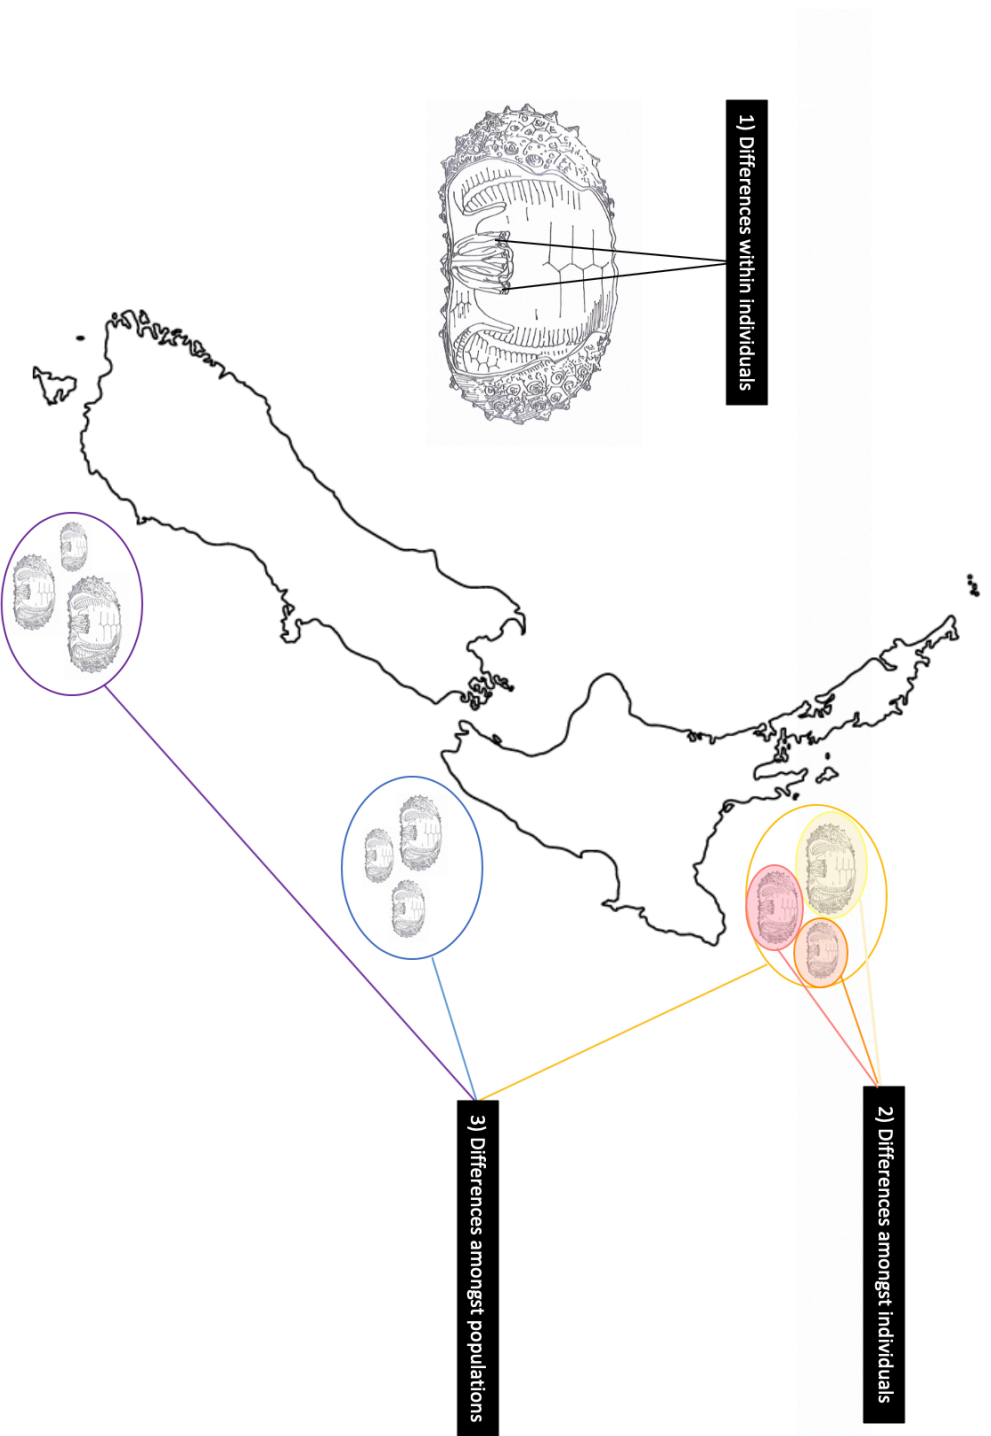 1) Differences within individuals
2) Differences amongst individuals
3) Differences amongst populations